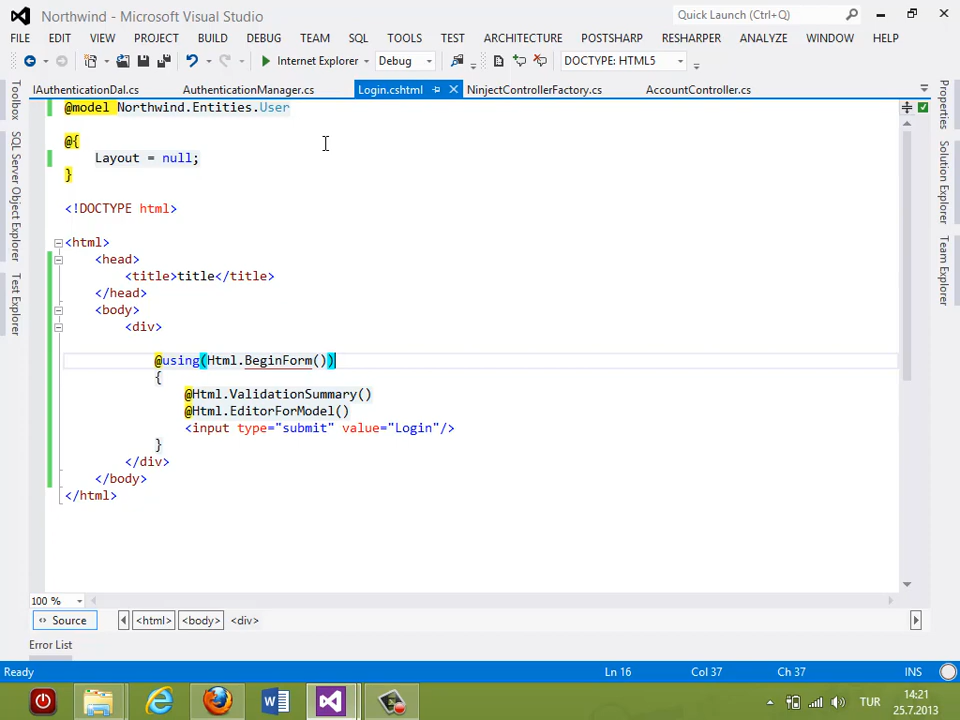 Northwind - Microsoft Visual Studio
Quick Launch (Ctrl+Q)
FILE EDIT VIEW PROJECT BUILD DEBUG TEAM SQL TOOLS TEST ARCHITECTURE POSTSHARP RESHARPER ANALYZE WINDOW HELP
Internet Explorer Debug DOCTYPE: HTML5
IAuthenticationDal.cs AuthenticationManager.cs Login.cshtml NinjectControllerFactory.cs AccountController.cs
Toolbox
SQL Server Object Explorer
Test Explorer
@model Northwind.Entities.User
@{
Layout = null;
}
<!DOCTYPE html>
<html>
<head>
<title>title</title>
</head>
<body>
<div>
@using(Html.BeginForm())
{
@Html.ValidationSummary()
@Html.EditorForModel()
<input type="submit" value="Login"/>
}
</div>
</body>
</html>
Properties
Solution Explorer
Team Explorer
100 %
Source <html> <body> <div>
Error List
Ready Ln 16 Col 37 Ch 37 INS
TUR
14:21
25.7.2013